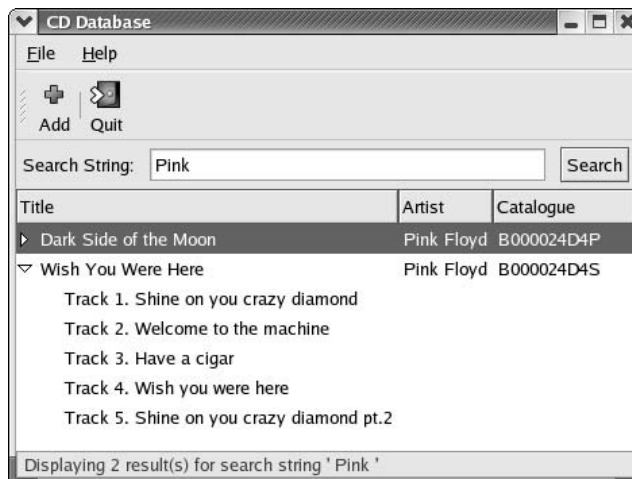 CD Database
File Help
Add Quit
Search String: Pink Search
Title Artist Catalogue
Dark Side of the Moon Pink Floyd B000024D4P
Wish You Were Here Pink Floyd B000024D4S
Track 1. Shine on you crazy diamond
Track 2. Welcome to the machine
Track 3. Have a cigar
Track 4. Wish you were here
Track 5. Shine on you crazy diamond pt.2
Displaying 2 result(s) for search string ' Pink '